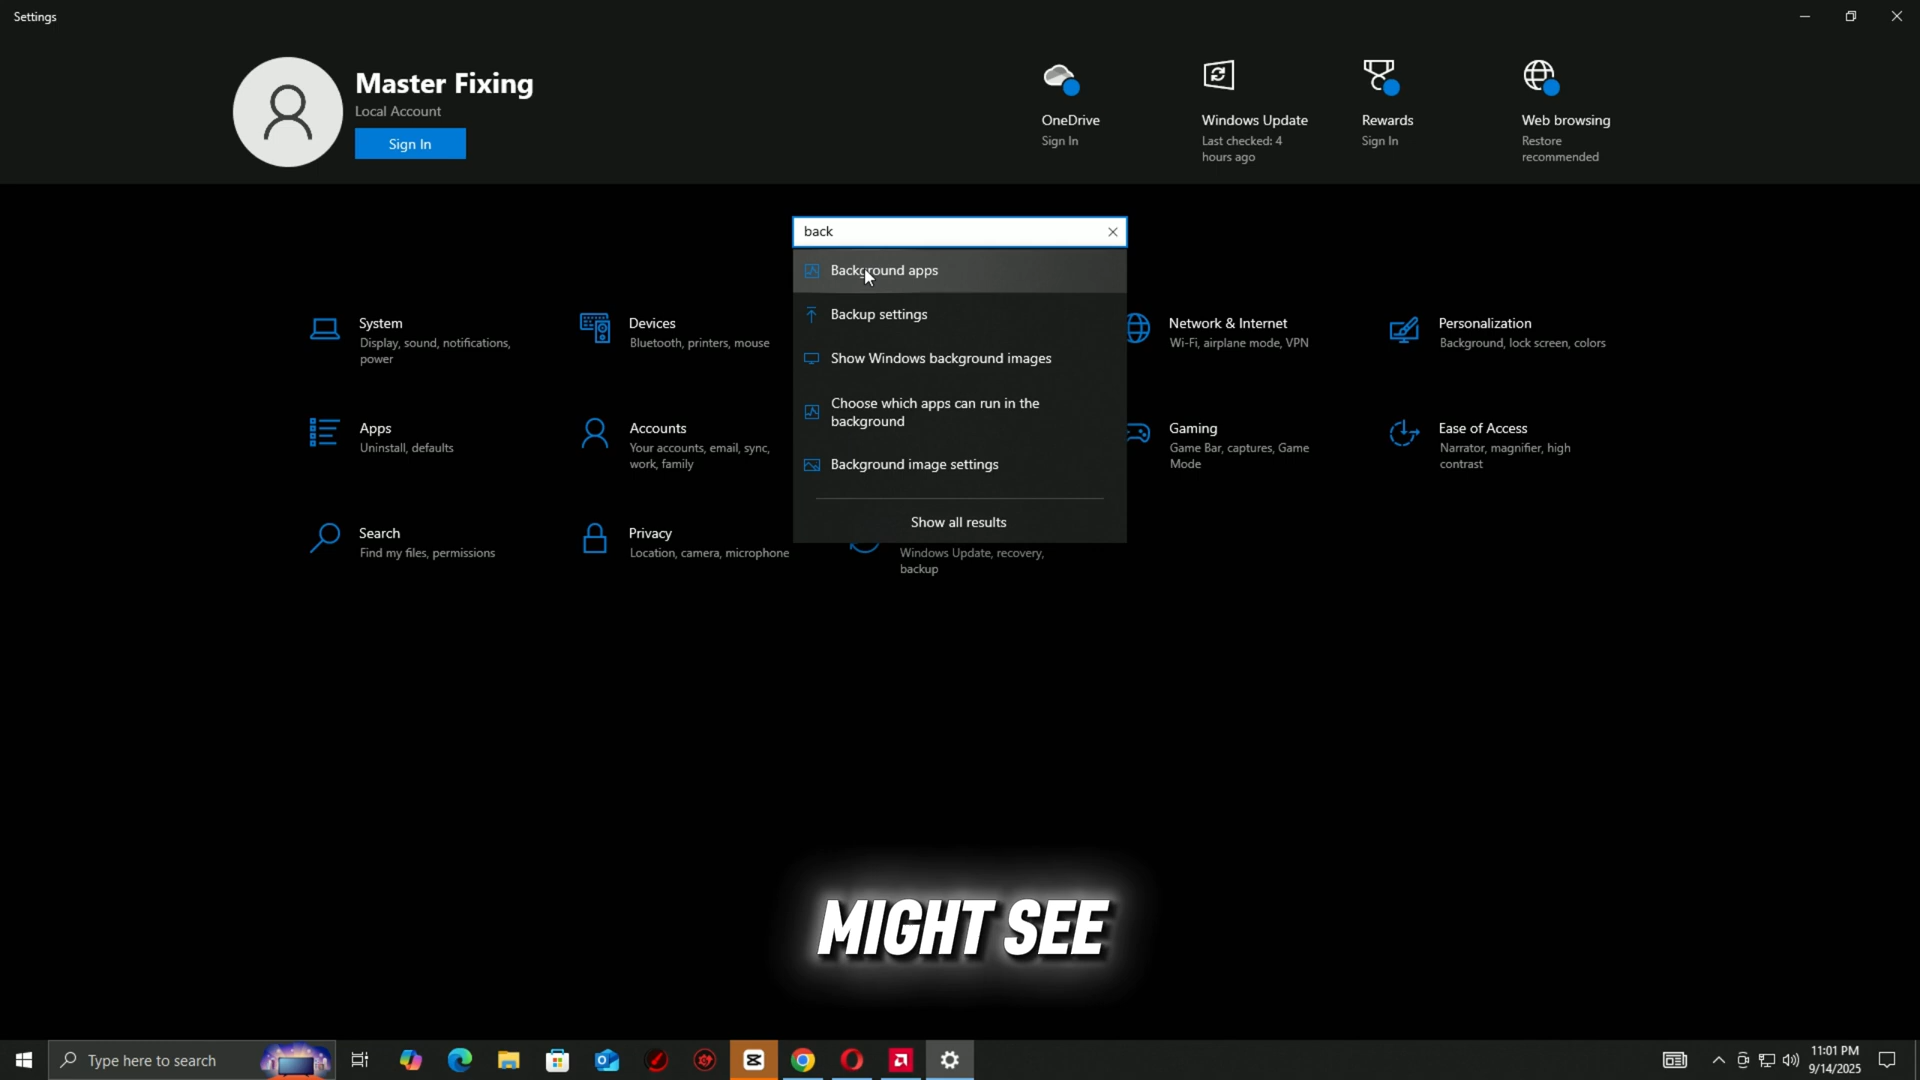 Settings
Master Fixing
Local Account
Sign In
OneDrive
Sign In
Windows Update
Last checked: 4
hours ago
Rewards
Sign In
Web browsing
Restore
recommended
back
Background apps
Backup settings
Show Windows background images
Choose which apps can run in the
background
Background image settings
Show all results
System
Display, sound, notifications,
power
Devices
Bluetooth, printers, mouse
Network & Internet
Wi-Fi, airplane mode, VPN
Personalization
Background, lock screen, colors
Apps
Uninstall, defaults
Accounts
Your accounts, email, sync,
work, family
Gaming
Game Bar, captures, Game
Mode
Ease of Access
Narrator, magnifier, high
contrast
Search
Find my files, permissions
Privacy
Location, camera, microphone
Windows Update, recovery,
backup
MIGHT SEE
Type here to search
11:01 PM
9/14/2025